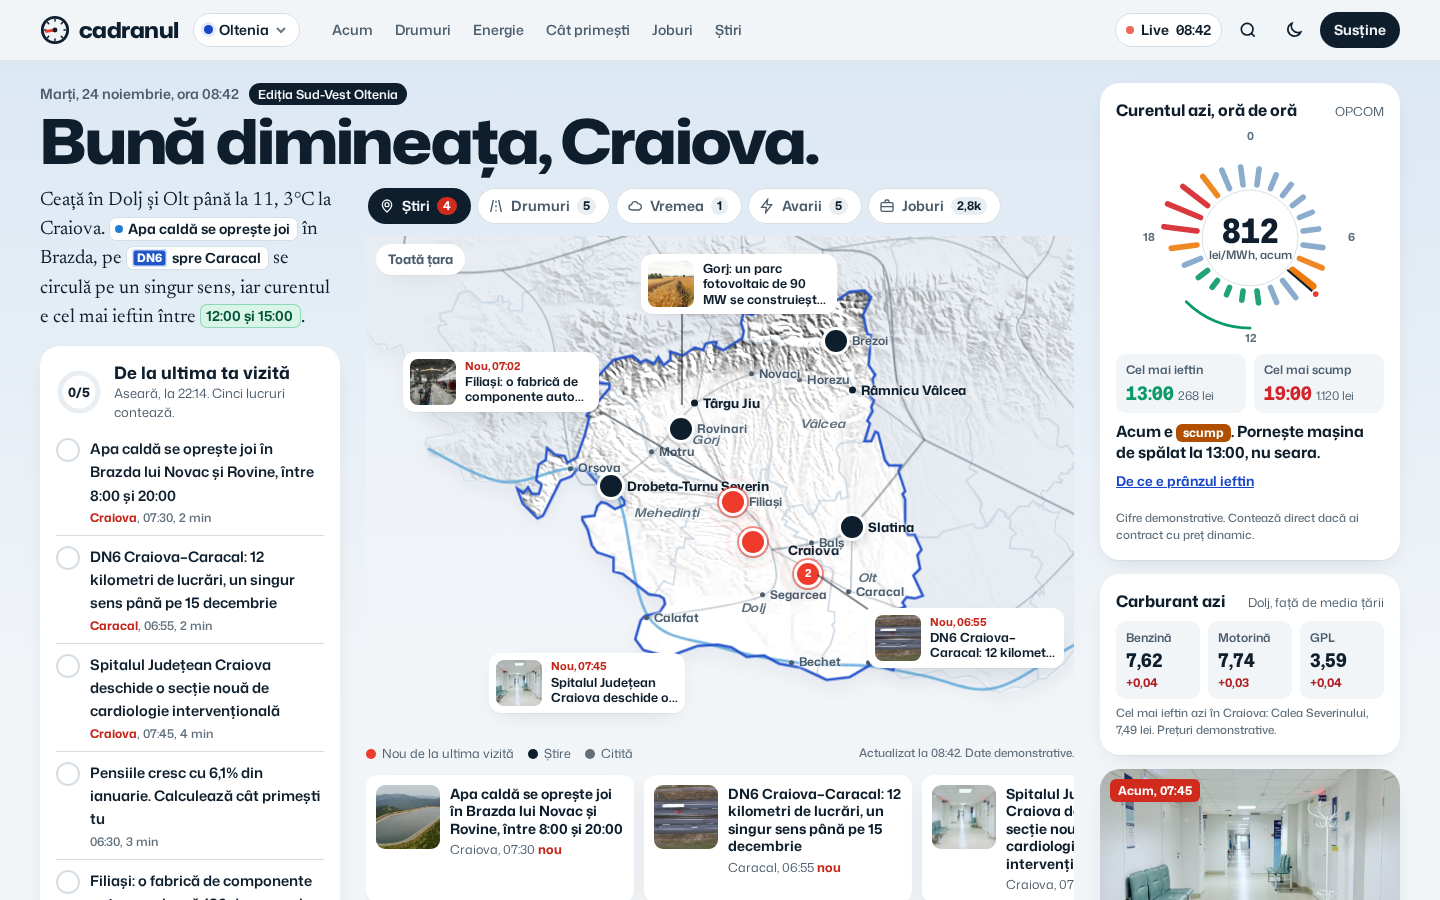 cadranul
Oltenia
Acum
Drumuri
Energie
Cât primești
Joburi
Știri
Live 08:42
Susține
Marți, 24 noiembrie, ora 08:42
Ediția Sud-Vest Oltenia
Bună dimineața, Craiova.
Ceață în Dolj și Olt până la 11, 3°C la
Craiova. Apa caldă se oprește joi în
Brazda, pe DN6 spre Caracal se
circulă pe un singur sens, iar curentul
e cel mai ieftin între 12:00 și 15:00.
0/5
De la ultima ta vizită
Aseară, la 22:14. Cinci lucruri
contează.
Apa caldă se oprește joi în
Brazda lui Novac și Rovine, între
8:00 și 20:00
Craiova, 07:30, 2 min
DN6 Craiova–Caracal: 12
kilometri de lucrări, un singur
sens până pe 15 decembrie
Caracal, 06:55, 2 min
Spitalul Județean Craiova
deschide o secție nouă de
cardiologie intervențională
Craiova, 07:45, 4 min
Pensiile cresc cu 6,1% din
ianuarie. Calculează cât primești
tu
06:30, 3 min
Filiași: o fabrică de componente
Știri 4
Drumuri 5
Vremea 1
Avarii 5
Joburi 2,8k
Toată țara
Gorj: un parc
fotovoltaic de 90
MW se construiește...
Brezoi
Nou, 07:02
Filiași: o fabrică de
componente auto...
Novaci
Horezu
Râmnicu Vâlcea
Târgu Jiu
Vâlcea
Rovinari
Gorj
Motru
Orșova
Drobeta-Turnu Severin
Filiași
Mehedinți
Slatina
Balș
Craiova
2
Olt
Caracal
Segarcea
Dolj
Calafat
Nou, 06:55
DN6 Craiova–
Caracal: 12 kilomet...
Bechet
Nou, 07:45
Spitalul Județean
Craiova deschide o...
Nou de la ultima vizită
Știre
Citită
Actualizat la 08:42. Date demonstrative.
Apa caldă se oprește joi
în Brazda lui Novac și
Rovine, între 8:00 și 20:00
Craiova, 07:30 nou
DN6 Craiova–Caracal: 12
kilometri de lucrări, un
singur sens până pe 15
decembrie
Caracal, 06:55 nou
Spitalul Ju
Craiova de
secție nou
cardiologi
intervenți
Craiova, 07
Curentul azi, oră de oră
OPCOM
0
6
12
18
812
lei/MWh, acum
Cel mai ieftin
13:00 268 lei
Cel mai scump
19:00 1.120 lei
Acum e scump. Pornește mașina
de spălat la 13:00, nu seara.
De ce e prânzul ieftin
Cifre demonstrative. Contează direct dacă ai
contract cu preț dinamic.
Carburant azi
Dolj, față de media țării
Benzină
7,62
+0,04
Motorină
7,74
+0,03
GPL
3,59
+0,04
Cel mai ieftin azi în Craiova: Calea Severinului,
7,49 lei. Prețuri demonstrative.
Acum, 07:45